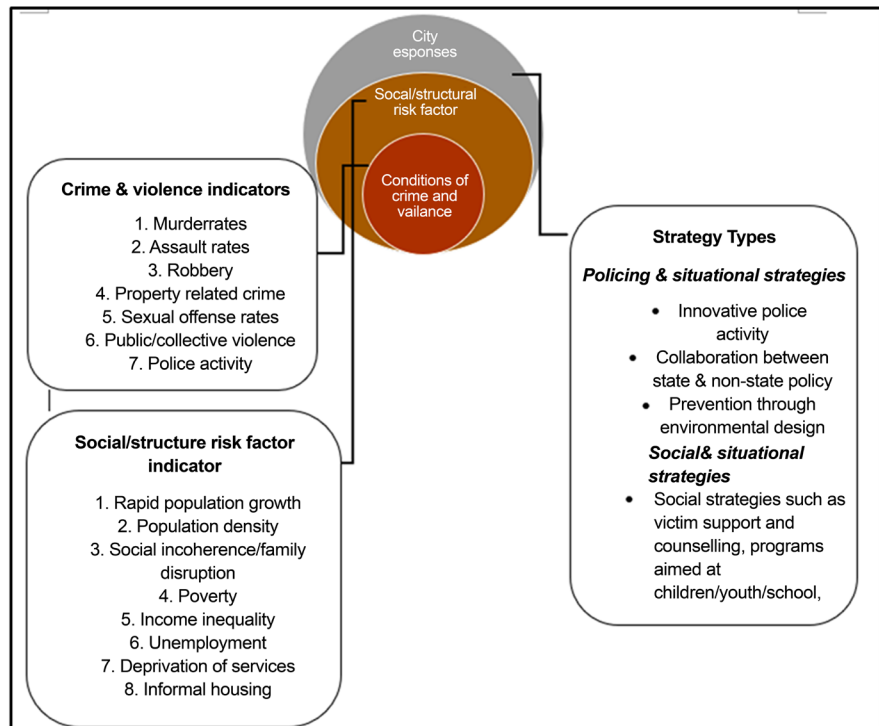 City
esponses
Socal/structural
risk factor
Conditions of
crime and
vailance
Crime & violence indicators
1. Murderrates
2. Assault rates
3. Robbery
4. Property related crime
5. Sexual offense rates
6. Public/collective violence
7. Police activity
Social/structure risk factor
indicator
1. Rapid population growth
2. Population density
3. Social incoherence/family
disruption
4. Poverty
5. Income inequality
6. Unemployment
7. Deprivation of services
8. Informal housing
Strategy Types
Policing & situational strategies
• Innovative police
activity
• Collaboration between
state & non-state policy
• Prevention through
environmental design
Social& situational
strategies
• Social strategies such as
victim support and
counselling, programs
aimed at
children/youth/school,